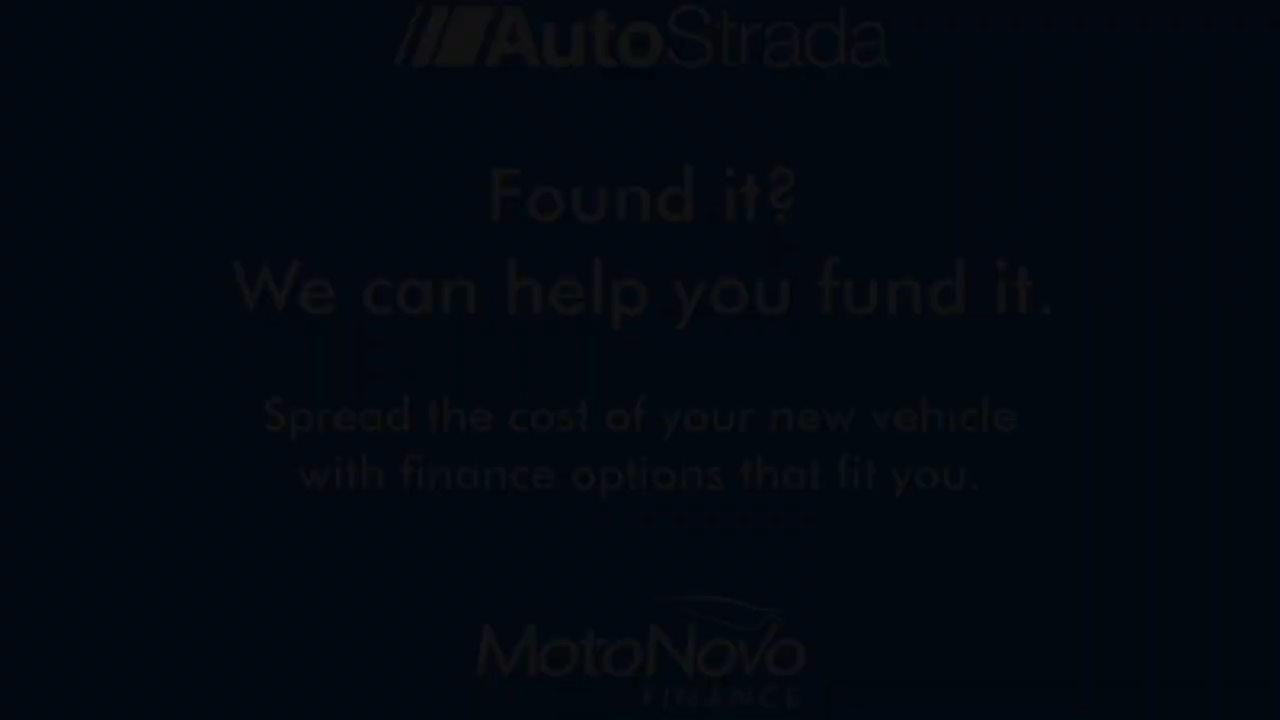 AutoStrada
Found it?
We can help you fund it.
Spread the cost of your new vehicle
with finance options that fit you.
MotoNovo
FINANCE